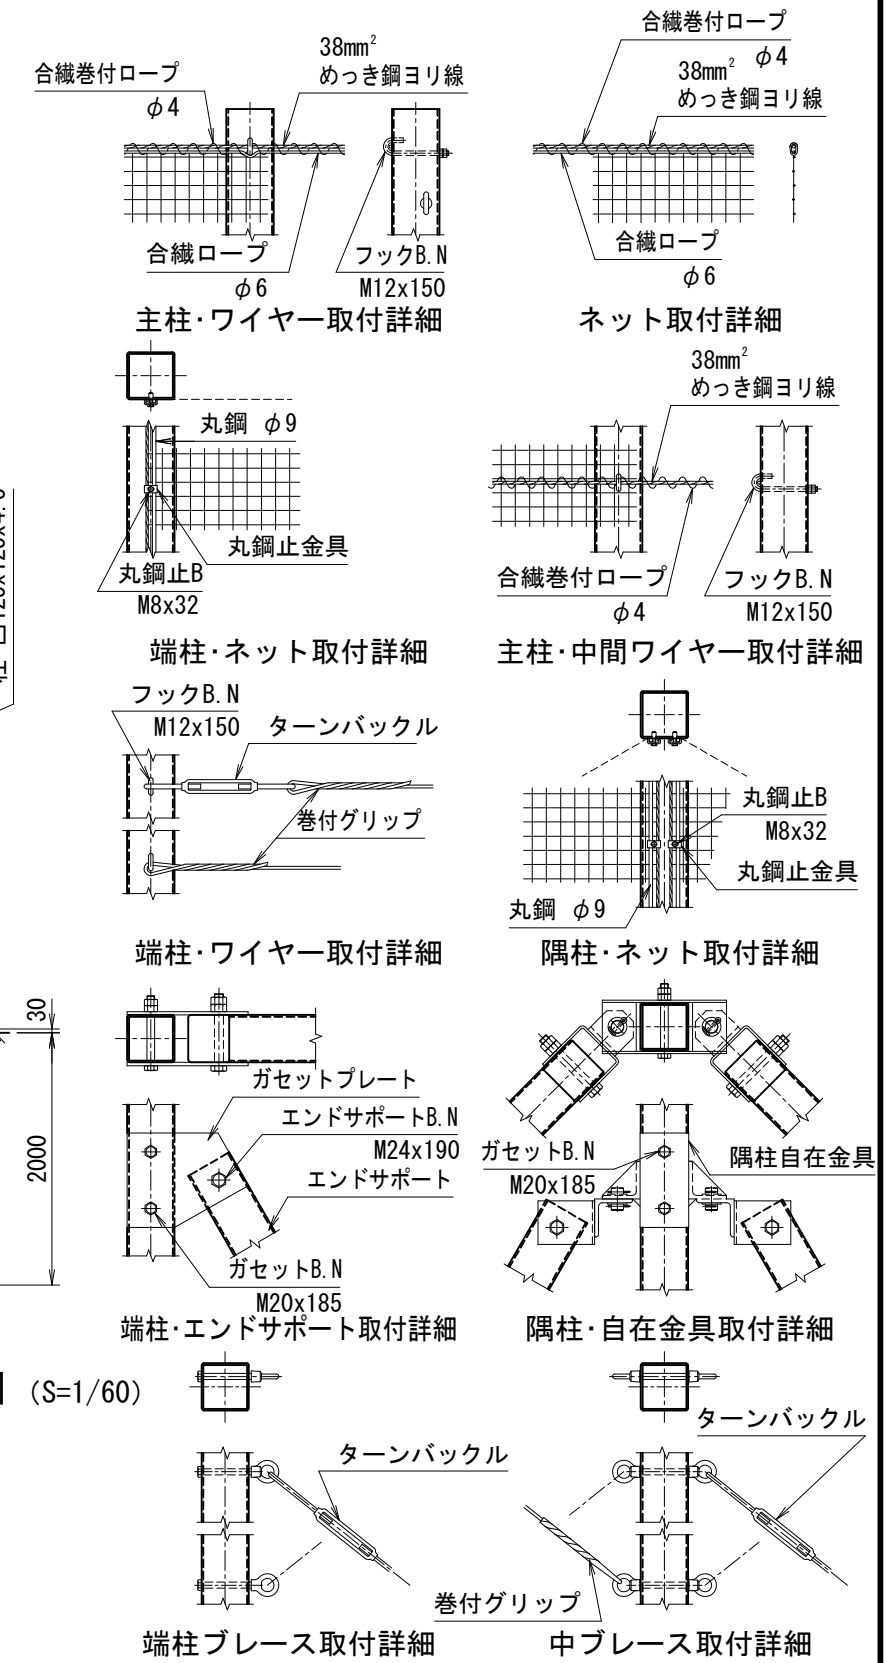 合繊巻付ロープ
φ4
38mm²
めっき鋼ヨリ線
合繊ロープ
φ6
フックB.N
M12x150
主柱・ワイヤー取付詳細
合繊巻付ロープ
φ4
38mm²
めっき鋼ヨリ線
合繊ロープ
φ6
ネット取付詳細
丸鋼 φ9
丸鋼止金具
丸鋼止B
M8x32
端柱・ネット取付詳細
38mm²
めっき鋼ヨリ線
合繊巻付ロープ
φ4
フックB.N
M12x150
主柱・中間ワイヤー取付詳細
フックB.N
M12x150
ターンバックル
巻付グリップ
端柱・ワイヤー取付詳細
丸鋼止B
M8x32
丸鋼止金具
丸鋼 φ9
隅柱・ネット取付詳細
30
2000
ガセットプレート
エンドサポートB.N
M24x190
エンドサポート
ガセットB.N
M20x185
端柱・エンドサポート取付詳細
ガセットB.N
M20x185
隅柱自在金具
隅柱・自在金具取付詳細
(S=1/60)
ターンバックル
端柱ブレース取付詳細
ターンバックル
巻付グリップ
中ブレース取付詳細